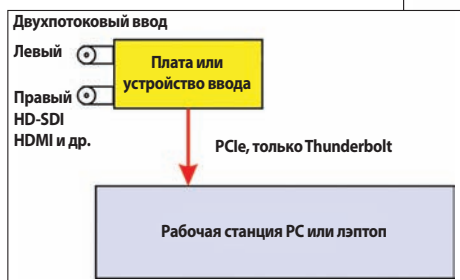 Двухпотоковый ввод
Левый
Плата или
устройство ввода
Правый
HD-SDI
HDMI и др.
PCIe, только Thunderbolt
Рабочая станция PC или лэптоп